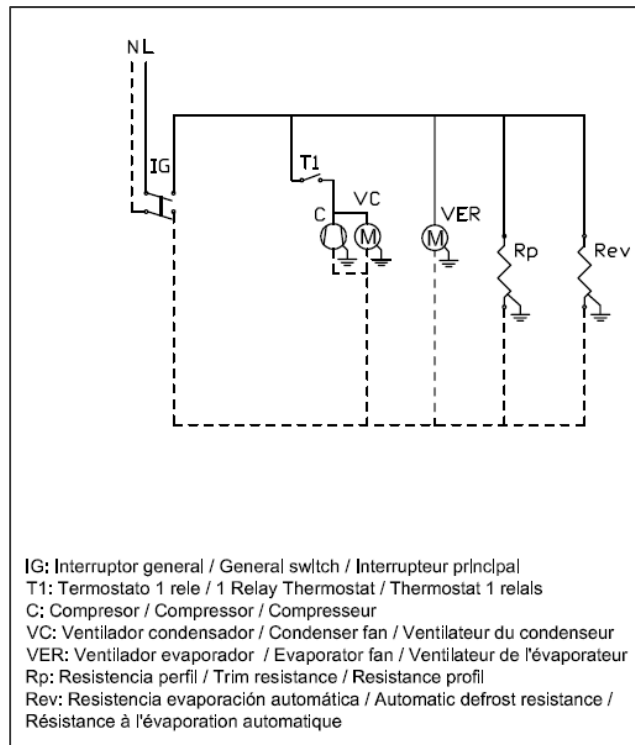 N L
IG
T1
C
VC
M
VER
M
Rp
Rev
IG: Interruptor general / General switch / Interrupteur principal
T1: Termostato 1 rele / 1 Relay Thermostat / Thermostat 1 relais
C: Compresor / Compressor / Compresseur
VC: Ventilador condensador / Condenser fan / Ventilateur du condenseur
VER: Ventilador evaporador / Evaporator fan / Ventilateur de l'évaporateur
Rp: Resistencia perfil / Trim resistance / Resistance profil
Rev: Resistencia evaporación automática / Automatic defrost resistance /
Résistance à l'évaporation automatique